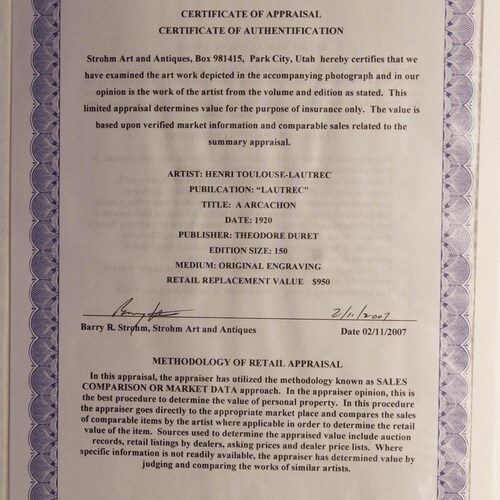 CERTIFICATE OF APPRAISAL
CERTIFICATE OF AUTHENTIFICATION
Strohm Art and Antiques, Box 981415, Park City, Utah hereby certifies that we
have examined the art work depicted in the accompanying photograph and in our
opinion is the work of the artist from the volume and edition as stated. This
limited appraisal determines value for the purpose of insurance only. The value is
based upon verified market information and comparable sales related to the
summary appraisal.
ARTIST: HENRI TOULOUSE-LAUTREC
PUBILCATION: “LAUTREC”
TITLE: A ARCACHON
DATE: 1920
PUBLISHER: THEODORE DURET
EDITION SIZE: 150
MEDIUM: ORIGINAL ENGRAVING
RETAIL REPLACEMENT VALUE $950
2/11/2007
Barry R. Strohm, Strohm Art and Antiques Date 02/11/2007
METHODOLOGY OF RETAIL APPRAISAL
In this appraisal, the appraiser has utilized the methodology known as SALES
COMPARISON OR MARKET DATA approach. In the appraiser opinion, this is
the best procedure to determine the value of personal property. In this procedure
the appraiser goes directly to the appropriate market place and compares the sales
of comparable items by the artist where applicable in order to determine the retail
value of the item. Sources used to determine the appraised value include auction
records, retail listings by dealers, asking prices and dealer price lists. Where
specific information is not readily available, the appraiser has determined value by
judging and comparing the works of similar artists.